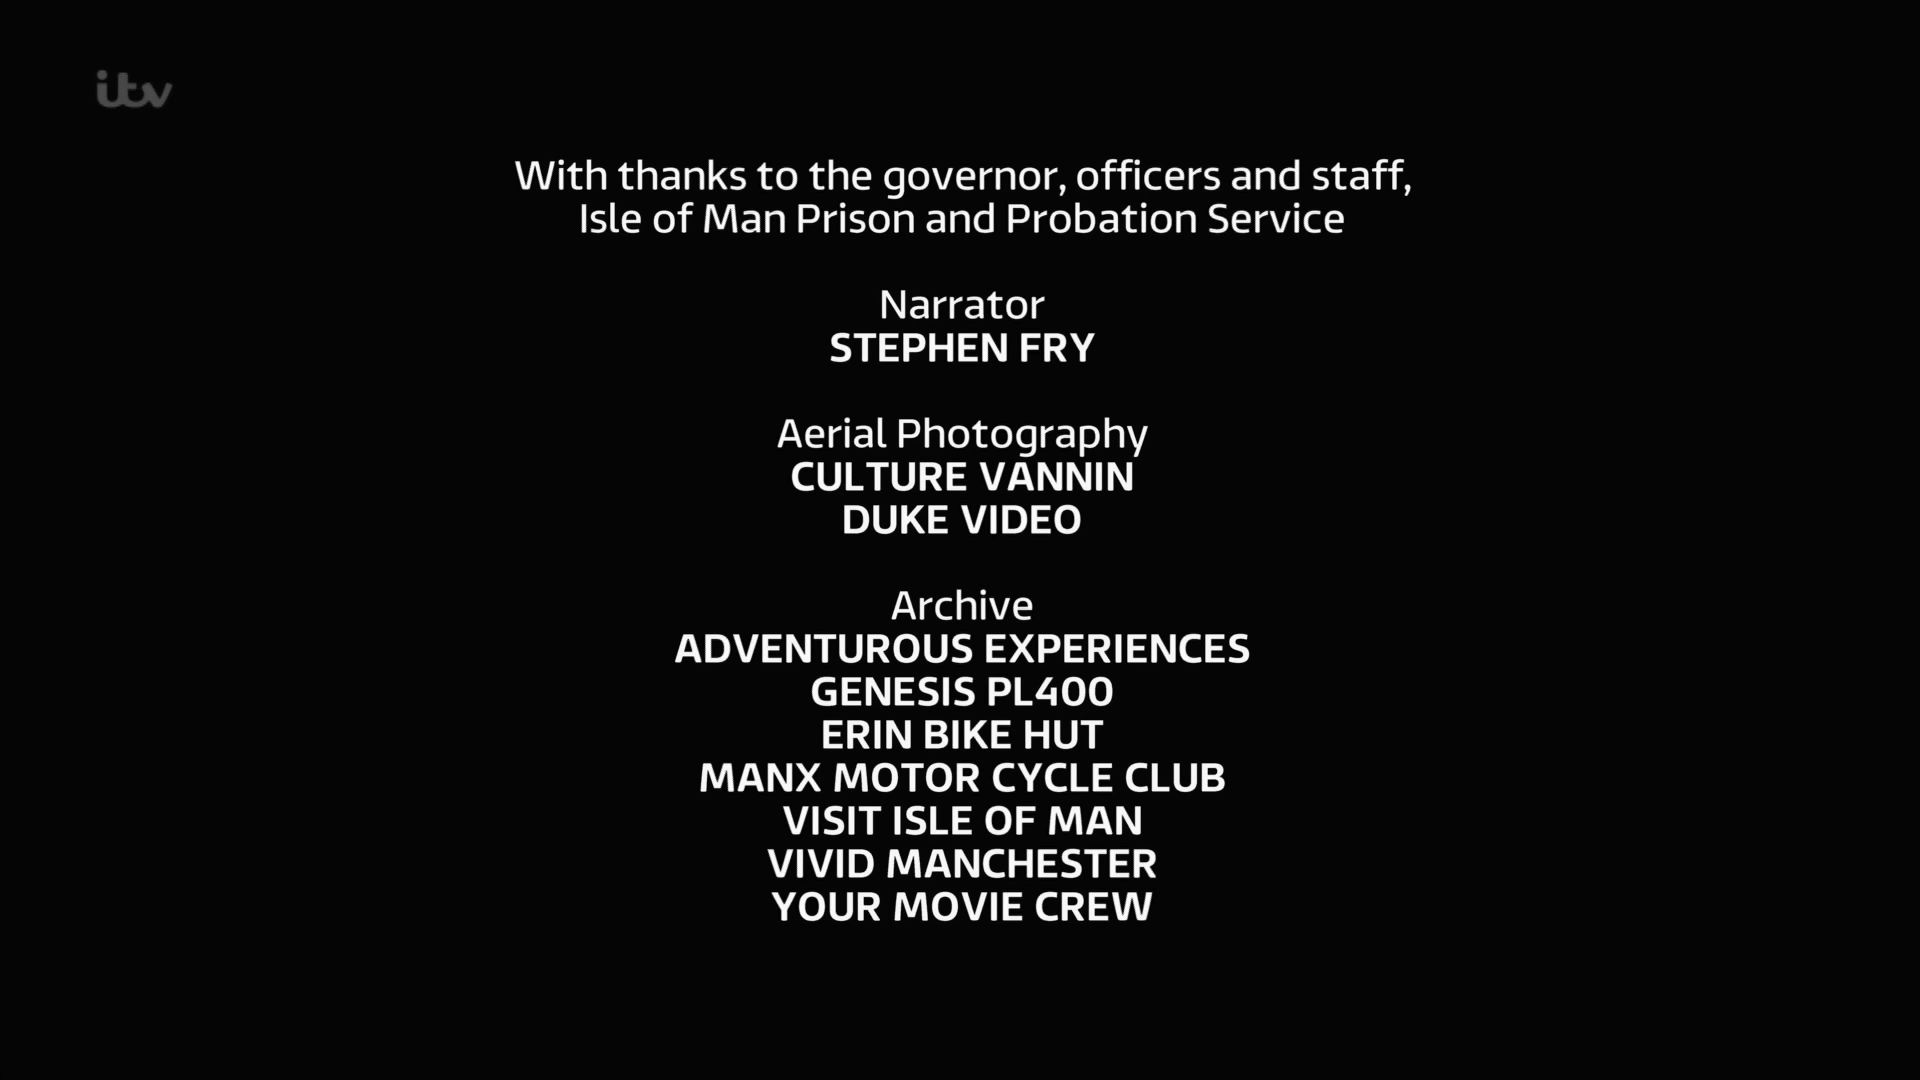 itv
With thanks to the governor, officers and staff,
Isle of Man Prison and Probation Service
Narrator
STEPHEN FRY
Aerial Photography
CULTURE VANNIN
DUKE VIDEO
Archive
ADVENTUROUS EXPERIENCES
GENESIS PL400
ERIN BIKE HUT
MANX MOTOR CYCLE CLUB
VISIT ISLE OF MAN
VIVID MANCHESTER
YOUR MOVIE CREW